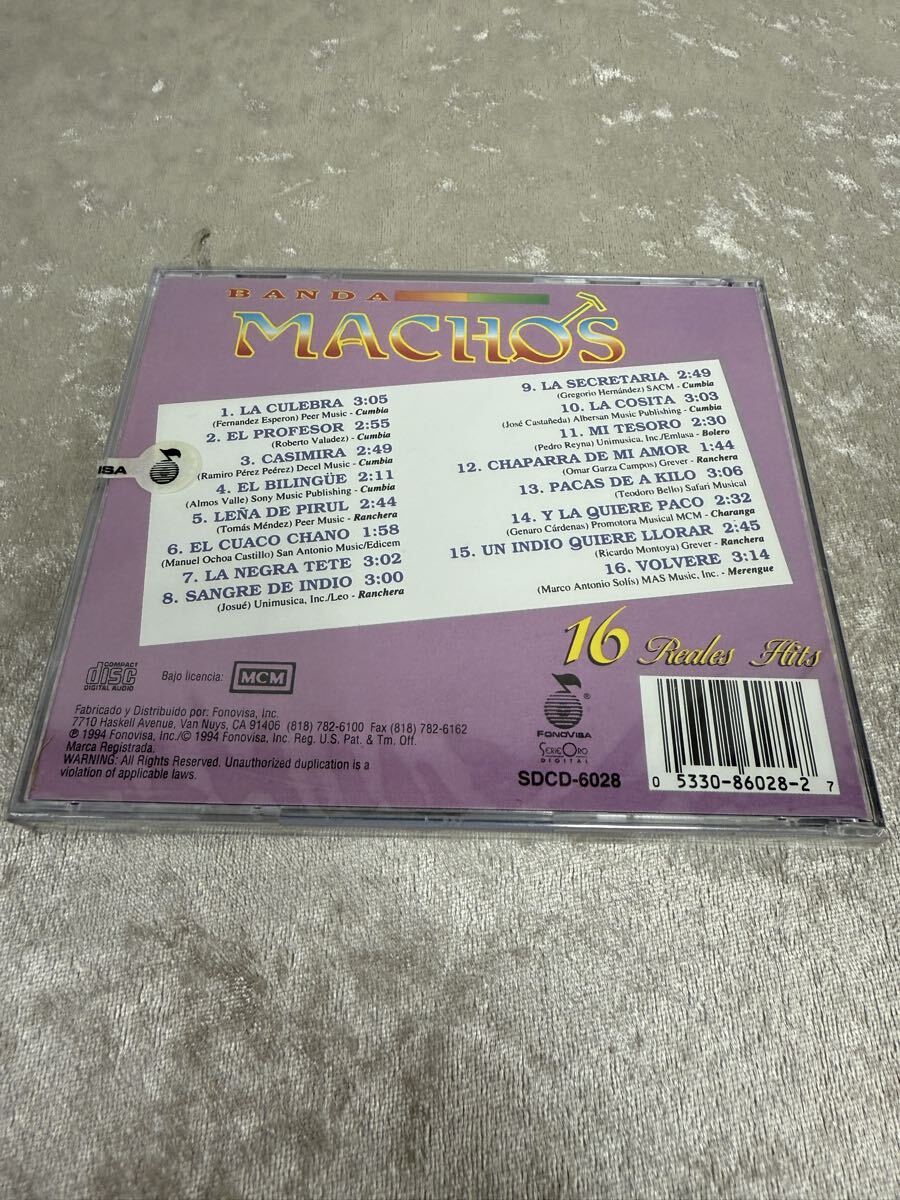 BANDA
MACHOS
1. LA CULEBRA 3:05
(Fernandez Esperon) Peer Music - Cumbia
2. EL PROFESOR 2:55
(Roberto Valadez) - Cumbia
3. CASIMIRA 2:49
(Ramiro Pérez Peérez) Decel Music - Cumbia
4. EL BILINGÜE 2:11
(Almos Valle) Sony Music Publishing - Cumbia
5. LEÑA DE PIRUL 2:44
(Tomás Méndez) Peer Music - Ranchera
6. EL CUACO CHANO 1:58
(Manuel Ochoa Castillo) San Antonio Music/Edicem
7. LA NEGRA TETE 3:02
8. SANGRE DE INDIO 3:00
(Josué) Unimusica, Inc./Leo - Ranchera
9. LA SECRETARIA 2:49
(Gregorio Hernández) SACM - Cumbia
10. LA COSITA 3:03
(José Castañeda) Albersan Music Publishing - Cumbia
11. MI TESORO 2:30
(Pedro Reyna) Unimusica, Inc/Emlasa - Bolero
12. CHAPARRA DE MI AMOR 1:44
(Omar Garza Campos) Grever - Ranchera
13. PACAS DE A KILO 3:06
(Teodoro Bello) Safari Musical
14. Y LA QUIERE PACO 2:32
(Genaro Cárdenas) Promotora Musical MCM - Charanga
15. UN INDIO QUIERE LLORAR 2:45
(Ricardo Montoya) Grever - Ranchera
16. VOLVERE 3:14
(Marco Antonio Solís) MAS Music, Inc. - Merengue
ISA
16 Reales Hits
COMPACT
disc
DIGITAL AUDIO
Bajo licencia: MCM
Fabricado y Distribuido por: Fonovisa, Inc.
7710 Haskell Avenue, Van Nuys, CA 91406 (818) 782-6100 Fax (818) 782-6162
℗ 1994 Fonovisa, Inc./© 1994 Fonovisa, Inc. Reg. U.S. Pat. & Tm. Off.
Marca Registrada.
WARNING: All Rights Reserved. Unauthorized duplication is a
violation of applicable laws.
®
FONOVISA
SERIE ORO
DIGITAL
SDCD-6028
0 5330-86028-2 7